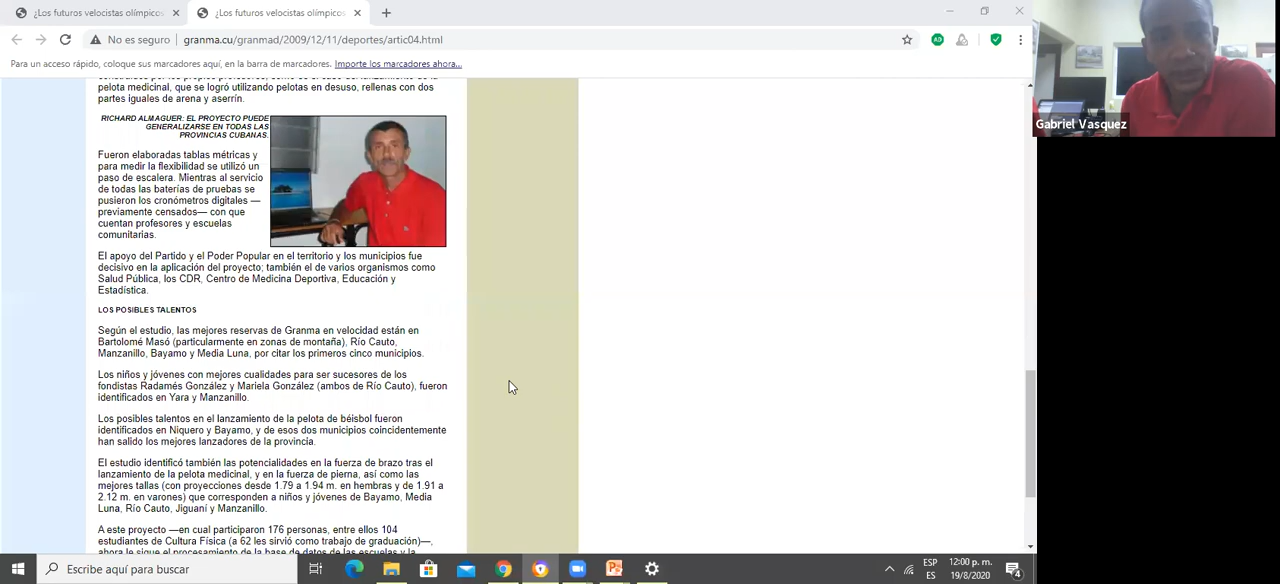 ¿Los futuros velocistas olímpicos
¿Los futuros velocistas olímpicos
No es seguro
granma.cu/granmad/2009/12/11/deportes/artic04.html
Para un acceso rápido, coloque sus marcadores aquí, en la barra de marcadores. Importe los marcadores ahora...
pelota medicinal, que se logró utilizando pelotas en desuso, rellenas con dos
partes iguales de arena y aserrín.
RICHARD ALMAGUER: EL PROYECTO PUEDE
GENERALIZARSE EN TODAS LAS
PROVINCIAS CUBANAS.
Fueron elaboradas tablas métricas y
para medir la flexibilidad se utilizó un
paso de escalera. Mientras al servicio
de todas las baterías de pruebas se
pusieron los cronómetros digitales —
previamente censados— con que
cuentan profesores y escuelas
comunitarias.
El apoyo del Partido y el Poder Popular en el territorio y los municipios fue
decisivo en la aplicación del proyecto; también el de varios organismos como
Salud Pública, los CDR, Centro de Medicina Deportiva, Educación y
Estadística.
LOS POSIBLES TALENTOS
Según el estudio, las mejores reservas de Granma en velocidad están en
Bartolomé Masó (particularmente en zonas de montaña), Río Cauto,
Manzanillo, Bayamo y Media Luna, por citar los primeros cinco municipios.
Los niños y jóvenes con mejores cualidades para ser sucesores de los
fondistas Radamés González y Mariela González (ambos de Río Cauto), fueron
identificados en Yara y Manzanillo.
Los posibles talentos en el lanzamiento de la pelota de béisbol fueron
identificados en Niquero y Bayamo, y de esos dos municipios coincidentemente
han salido los mejores lanzadores de la provincia.
El estudio identificó también las potencialidades en la fuerza de brazo tras el
lanzamiento de la pelota medicinal, y en la fuerza de pierna, así como las
mejores tallas (con proyecciones desde 1.79 a 1.94 m. en hembras y de 1.91 a
2.12 m. en varones) que corresponden a niños y jóvenes de Bayamo, Media
Luna, Río Cauto, Jiguaní y Manzanillo.
A este proyecto —en cual participaron 176 personas, entre ellos 104
estudiantes de Cultura Física (a 62 les sirvió como trabajo de graduación)—,
ahora le sigue el procesamiento de la base de datos de las escuelas y la
Gabriel Vasquez
Escribe aquí para buscar
ESP
ES
12:00 p. m.
19/8/2020
4